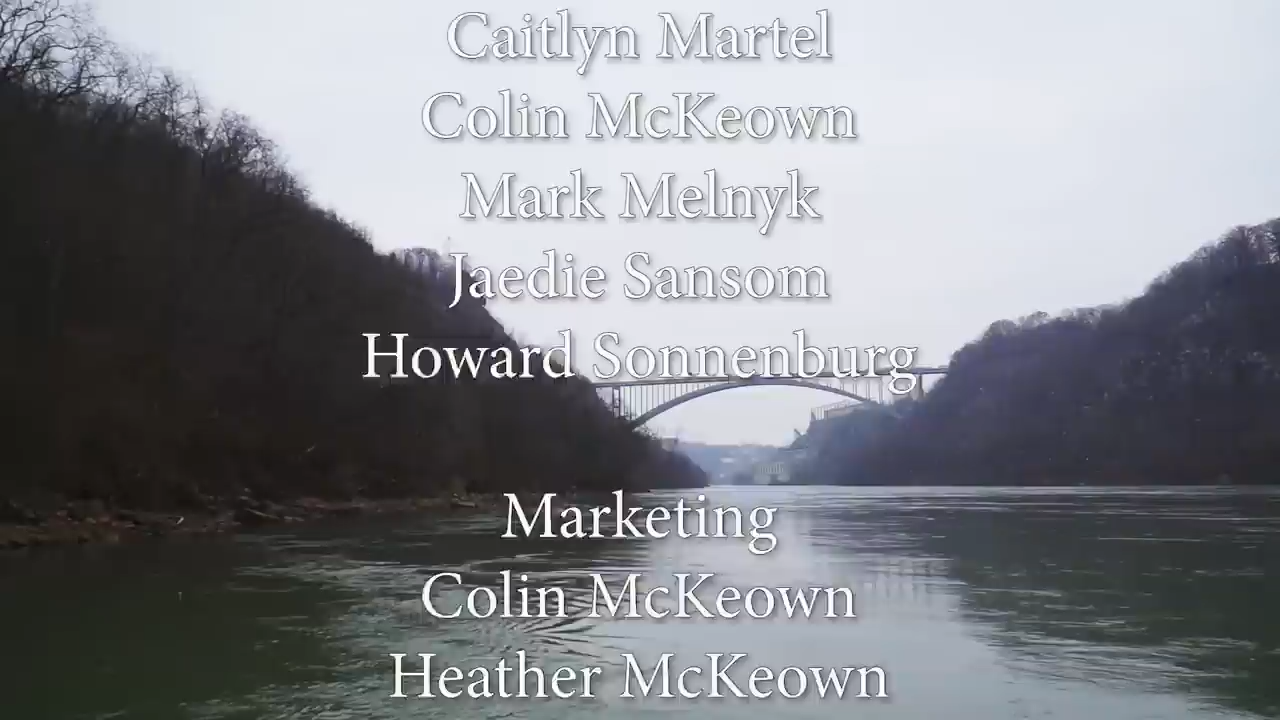 Caitlyn Martel
Colin McKeown
Mark Melnyk
Jaedie Sansom
Howard Sonnenburg
Marketing
Colin McKeown
Heather McKeown